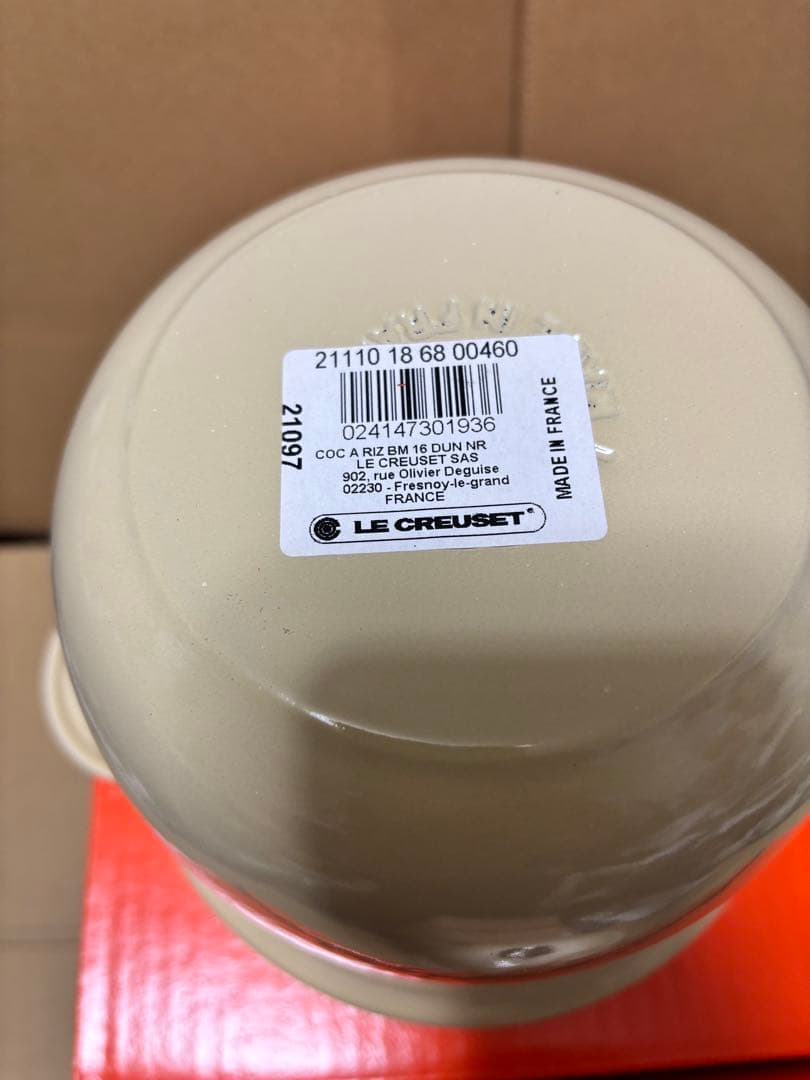 21110 18 68 00460
024147301936
21097
COC A RIZ BM 16 DUN NR
LE CREUSET SAS
902, rue Olivier Deguise
02230 - Fresnoy-le-grand
FRANCE
MADE IN FRANCE
LE CREUSET